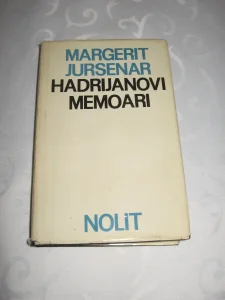 MARGERIT
JURSENAR
HADRIJANOVI
MEMOARI
NOLiT